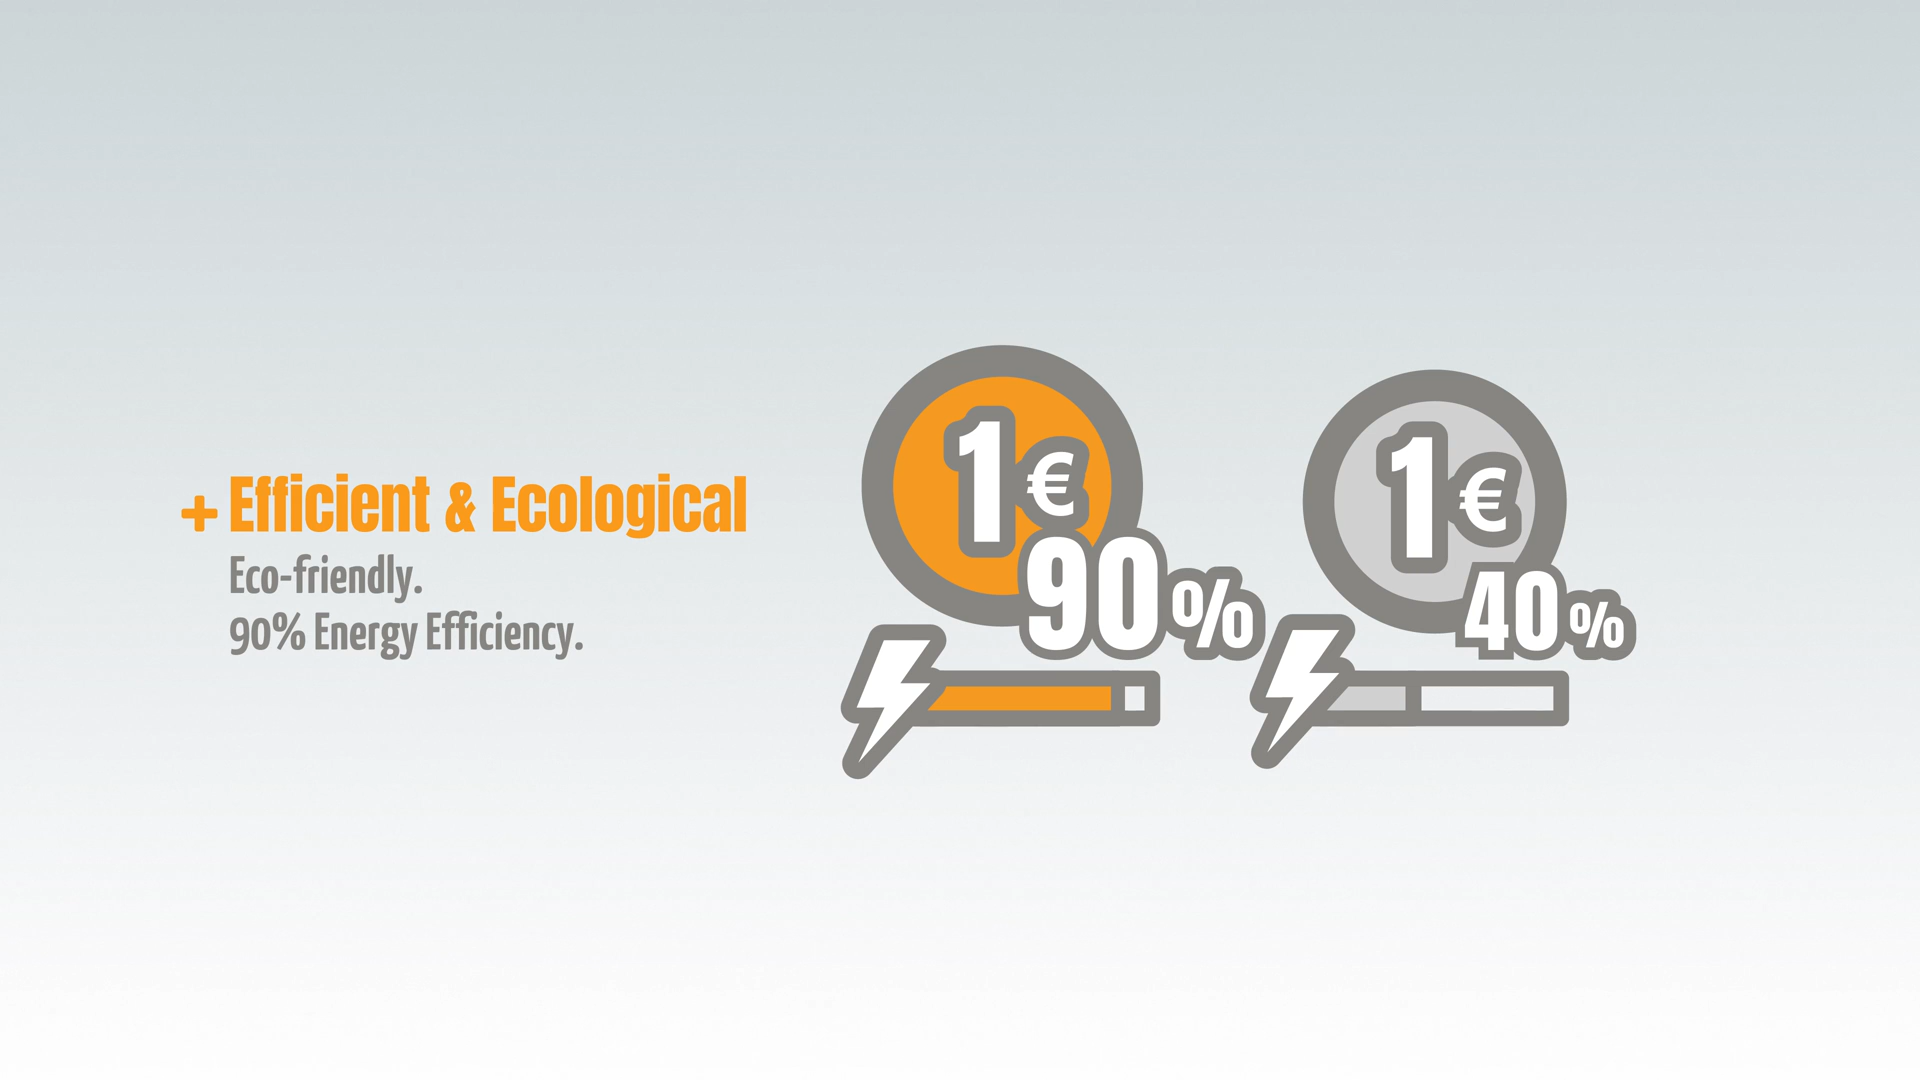 + Efficient & Ecological
Eco-friendly.
90% Energy Efficiency.
1€
90%
1€
40%